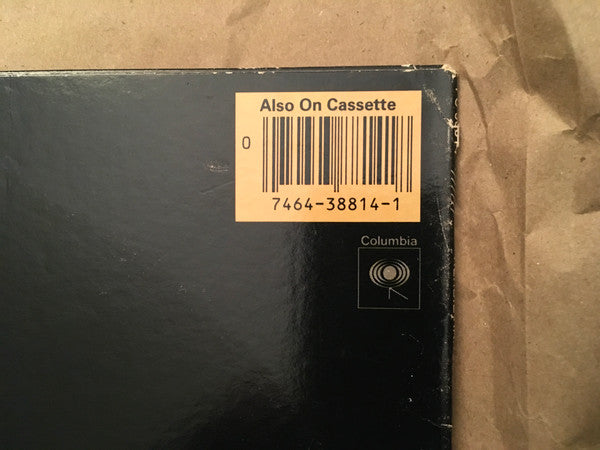 Also On Cassette
0
7464-38814-1
Columbia